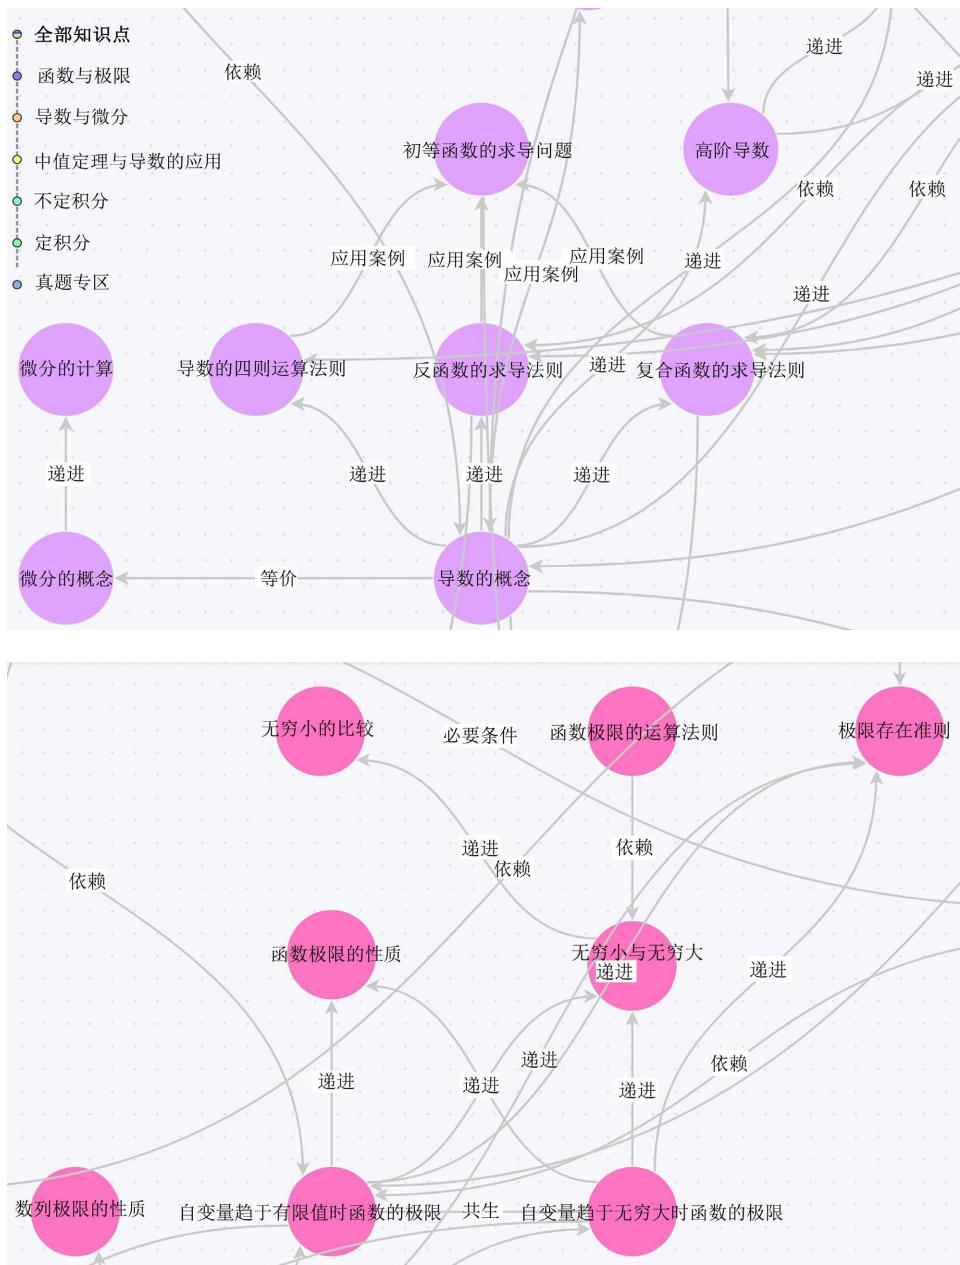 全部知识点
函数与极限
导数与微分
中值定理与导数的应用
不定积分
定积分
真题专区
依赖
递进
递进
初等函数的求导问题
高阶导数
依赖
依赖
应用案例
应用案例
应用案例
应用案例
递进
递进
微分的计算
导数的四则运算法则
反函数的求导法则
递进
复合函数的求导法则
递进
递进
递进
递进
微分的概念
等价
导数的概念
无穷小的比较
必要条件
函数极限的运算法则
极限存在准则
递进
依赖
依赖
依赖
函数极限的性质
无穷小与无穷大
递进
递进
递进
依赖
递进
递进
递进
数列极限的性质
自变量趋于有限值时函数的极限
共生
自变量趋于无穷大时函数的极限